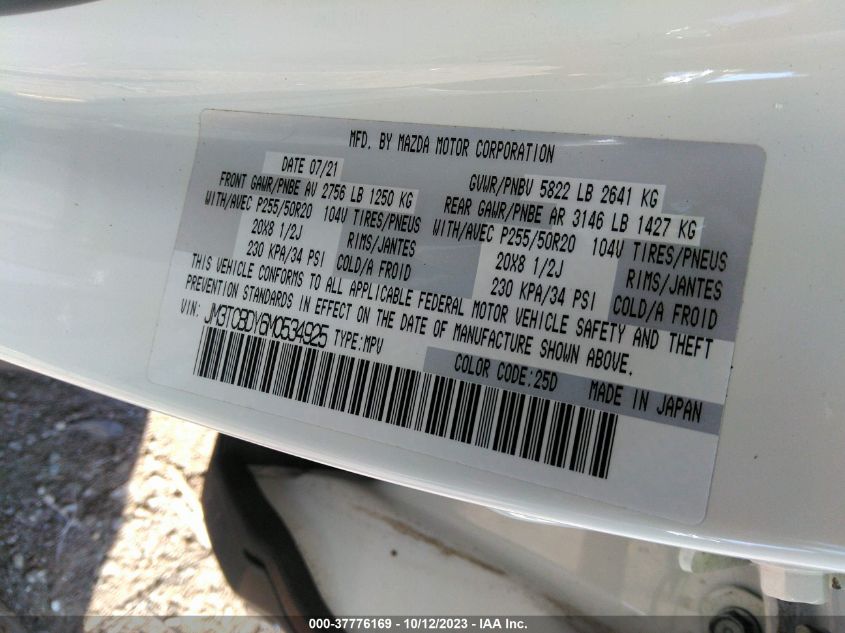 MFD. BY MAZDA MOTOR CORPORATION
DATE 07/21
GVWR/PNBV 5822 LB 2641 KG
FRONT GAWR/PNBE AV 2756 LB 1250 KG
REAR GAWR/PNBE AR 3146 LB 1427 KG
WITH/AVEC P255/50R20 104V TIRES/PNEUS
WITH/AVEC P255/50R20 104V TIRES/PNEUS
20X8 1/2J RIMS/JANTES
20X8 1/2J RIMS/JANTES
230 KPA/34 PSI COLD/A FROID
230 KPA/34 PSI COLD/A FROID
THIS VEHICLE CONFORMS TO ALL APPLICABLE FEDERAL MOTOR VEHICLE SAFETY AND THEFT
PREVENTION STANDARDS IN EFFECT ON THE DATE OF MANUFACTURE SHOWN ABOVE.
VIN: JM3TCBDY6M0534925 TYPE:MPV
COLOR CODE:25D MADE IN JAPAN
000-37776169 - 10/12/2023 - IAA Inc.